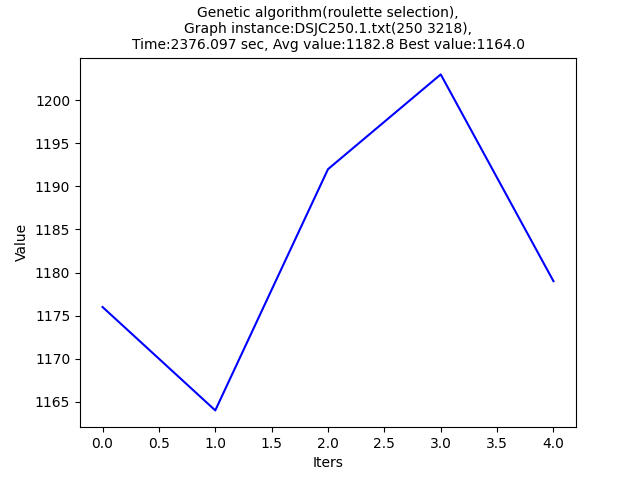 Genetic algorithm(roulette selection),
Graph instance:DSJC250.1.txt(250 3218),
Time:2376.097 sec, Avg value:1182.8 Best value:1164.0
1200
1195
1190
1185
1180
1175
1170
1165
Value
0.0 0.5 1.0 1.5 2.0 2.5 3.0 3.5 4.0
Iters